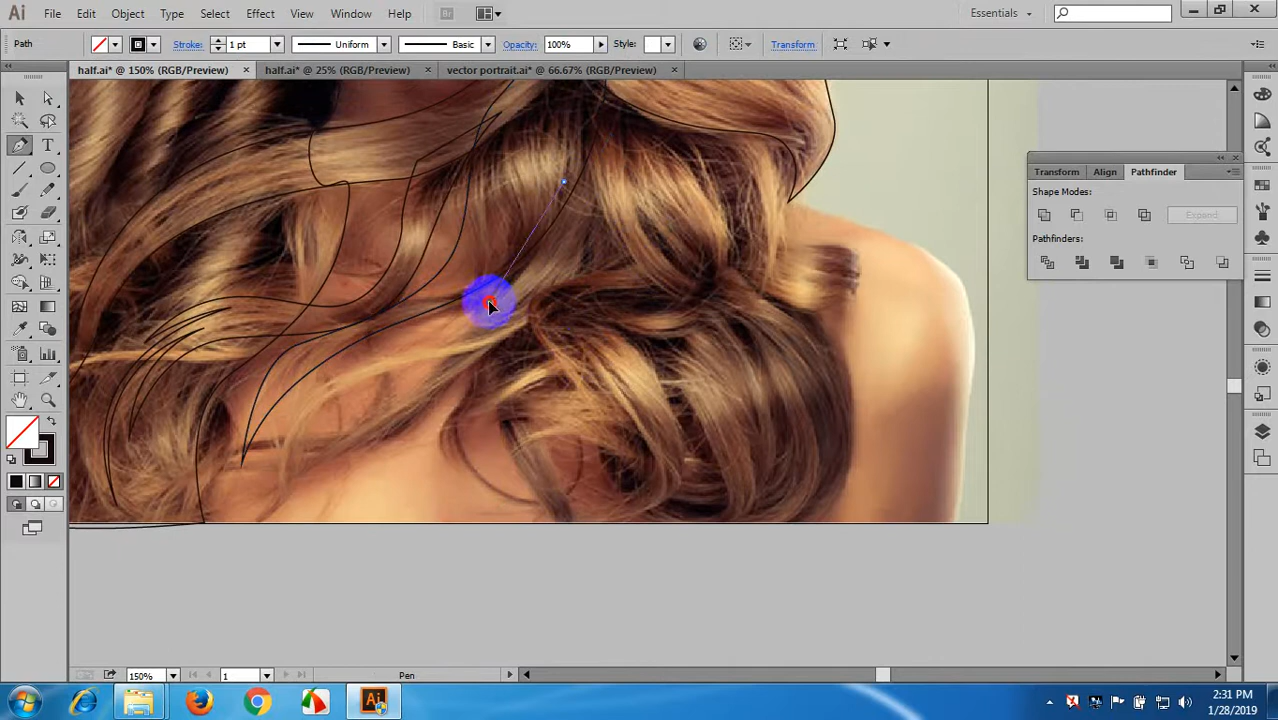 Ai File Edit Object Type Select Effect View Window Help Br Essentials
Path Stroke: 1 pt Uniform Basic Opacity: 100% Style: Transform
half.ai* @ 150% (RGB/Preview) × half.ai* @ 25% (RGB/Preview) × vector portrait.ai* @ 66.67% (RGB/Preview) ×
Transform Align Pathfinder
Shape Modes:
Expand
Pathfinders:
150% 1 Pen
Ai 2:31 PM
1/28/2019